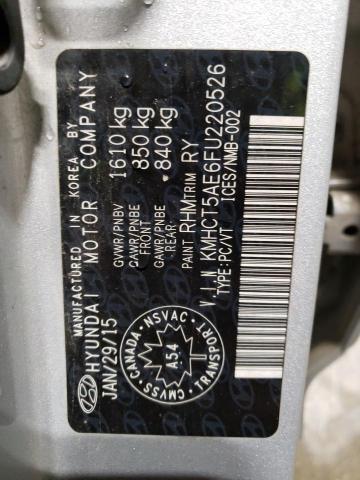 MANUFACTURED IN KOREA BY
HYUNDAI MOTOR COMPANY
JAN/29/15
GVWR/PNBV 1610 kg
GAWR/PNBE FRONT 850 kg
GAWR/PNBE -REAR: 840 kg
PAINT RHM TRIM RY
V I N KMHCT5AE6FU220526
TYPE:PC/VT ICES/NMB-002
CANADA NSVAC
A54
CMVSS TRANSPORT